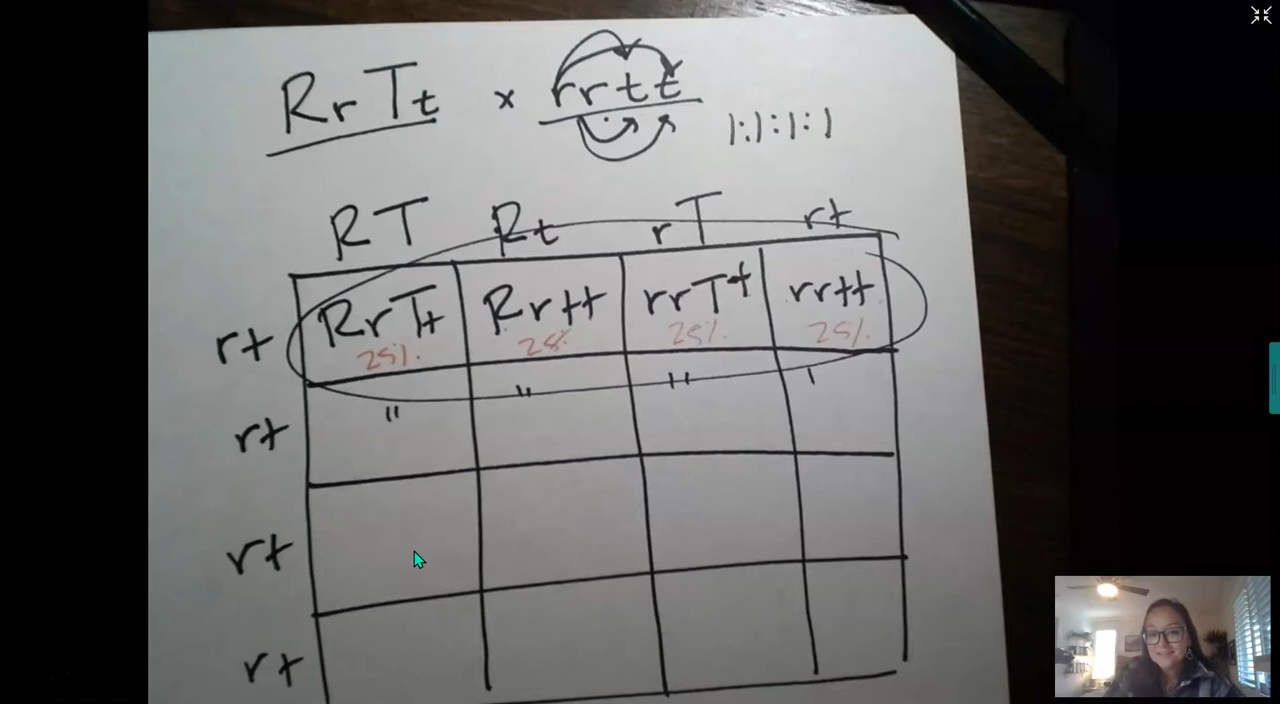 RrTt x rrtt
1:1:1:1
RT Rt rT rt
rt RrTt Rrtt rrTt rrtt
25% 25% 25% 25%
rt " " " '
rt
rt